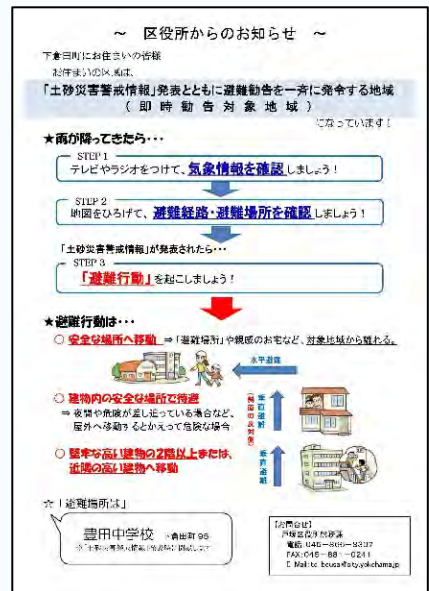 ～ 区役所からのお知らせ ～
下倉田町にお住まいの皆様
お住まいの区域は、
「土砂災害警戒情報」発表とともに避難勧告を一斉に発令する地域
(即時勧告対象地域)
になっています！
★雨が降ってきたら・・・
STEP 1
テレビやラジオをつけて、気象情報を確認しましょう！
STEP 2
地図をひろげて、避難経路・避難場所を確認しましょう！
「土砂災害警戒情報」が発表されたら・・
STEP 3
「避難行動」を起こしましょう！
★避難行動は・・・
○ 安全な場所へ移動 ⇒「避難場所」や親戚のお宅など、対象地域から離れる。
水平避難
○ 建物内の安全な場所で待避
⇒ 夜間や危険が差し迫っている場合など、
屋外へ移動するとかえって危険な場合
垂直避難
○ 堅牢な高い建物の2階以上または、
近隣の高い建物へ移動
垂直避難
☆「避難場所は」
豊田中学校
【お問合せ】